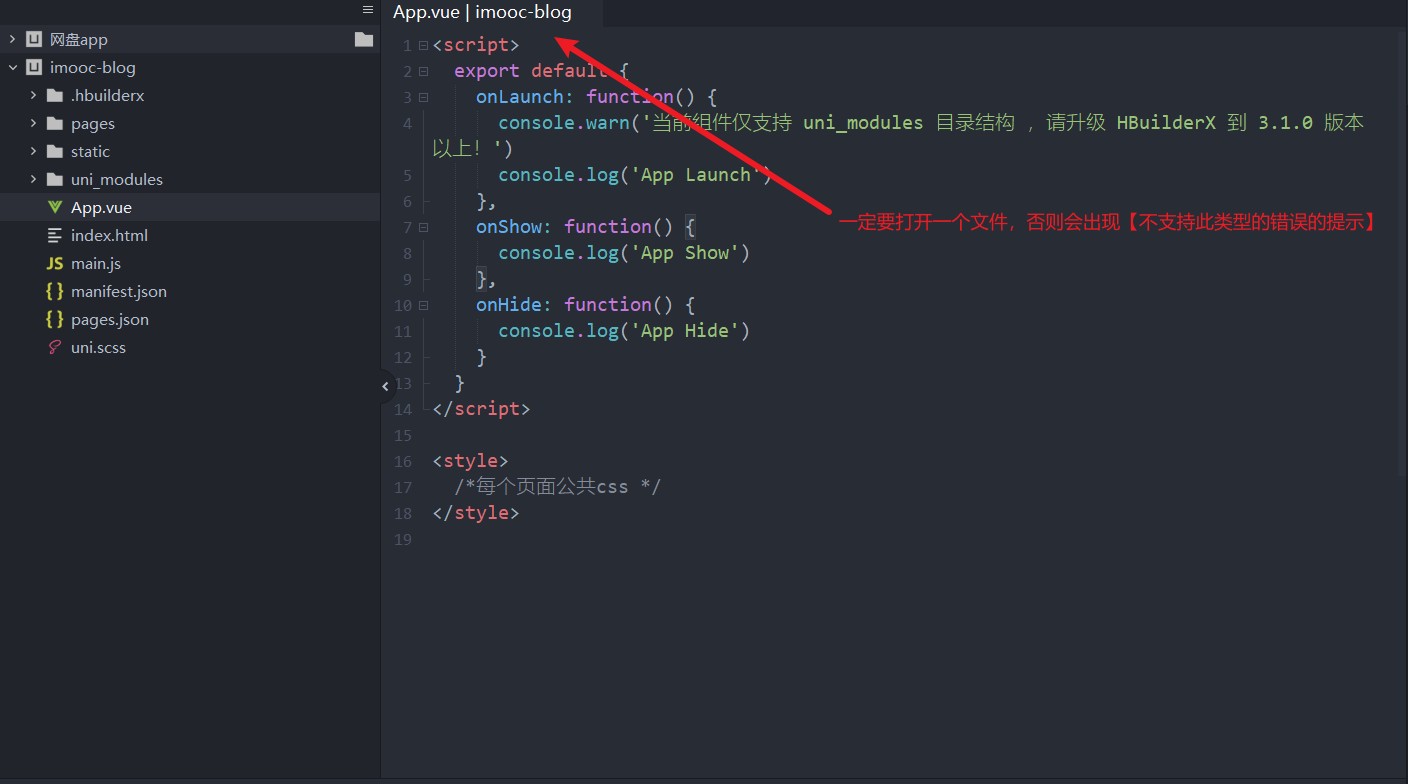 网盘app
imooc-blog
.hbuilderx
pages
static
uni_modules
App.vue
index.html
JS main.js
{ } manifest.json
{ } pages.json
uni.scss
App.vue | imooc-blog
1 <script>
2 export default {
3 onLaunch: function() {
4 console.warn('当前组件仅支持 uni_modules 目录结构 ，请升级 HBuilderX 到 3.1.0 版本
以上！')
5 console.log('App Launch')
6 },
7 onShow: function() {
8 console.log('App Show')
9 },
10 onHide: function() {
11 console.log('App Hide')
12 }
13 }
14 </script>
15
16 <style>
17 /*每个页面公共css */
18 </style>
19
一定要打开一个文件，否则会出现【不支持此类型的错误的提示】